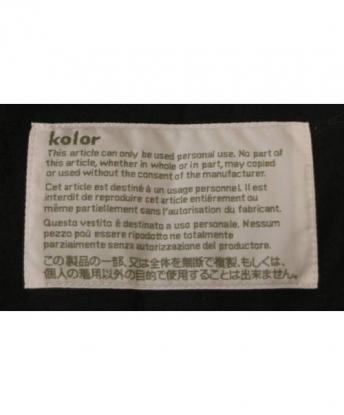 kolor
This article can only be used personal use. No part of
this article, whether in whole or in part, may copied
or used without the consent of the manufacturer.
Cet article est destiné à un usage personnel. Il est
interdit de reproduire cet article entiérement ou
même partiellement sans l'autorisation du fabricant.
Questo vestito è destinato a uso personale. Nessun
pezzo può essere ripodotto ne totalmente
parziaimente senza autorizzazione del produttore.
この製品の一部、又は全体を無断で複製、もしくは、
個人の着用以外の目的で使用することは出来ません。